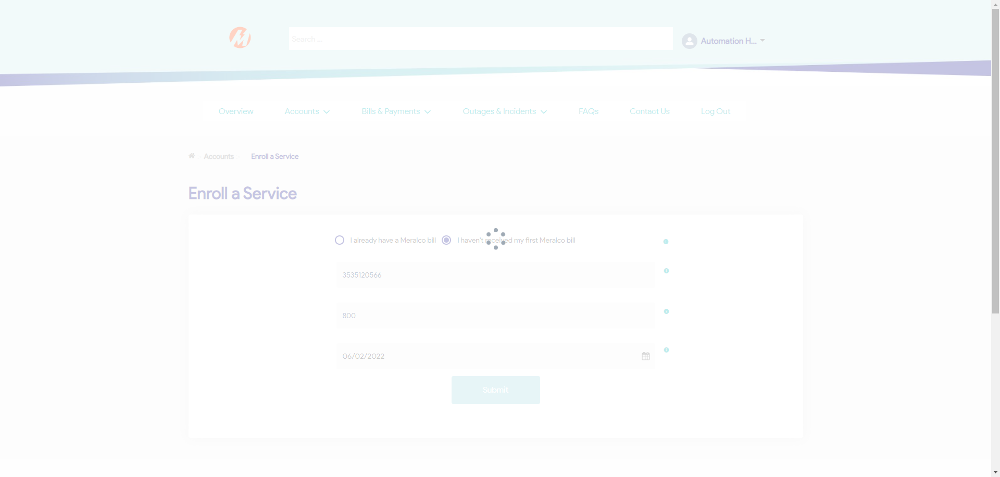 Search ...
Automation H...
Overview
Accounts
Bills & Payments
Outages & Incidents
FAQs
Contact Us
Log Out
Accounts
Enroll a Service
Enroll a Service
I already have a Meralco bill
I haven't received my first Meralco bill
3535120566
800
06/02/2022
Submit